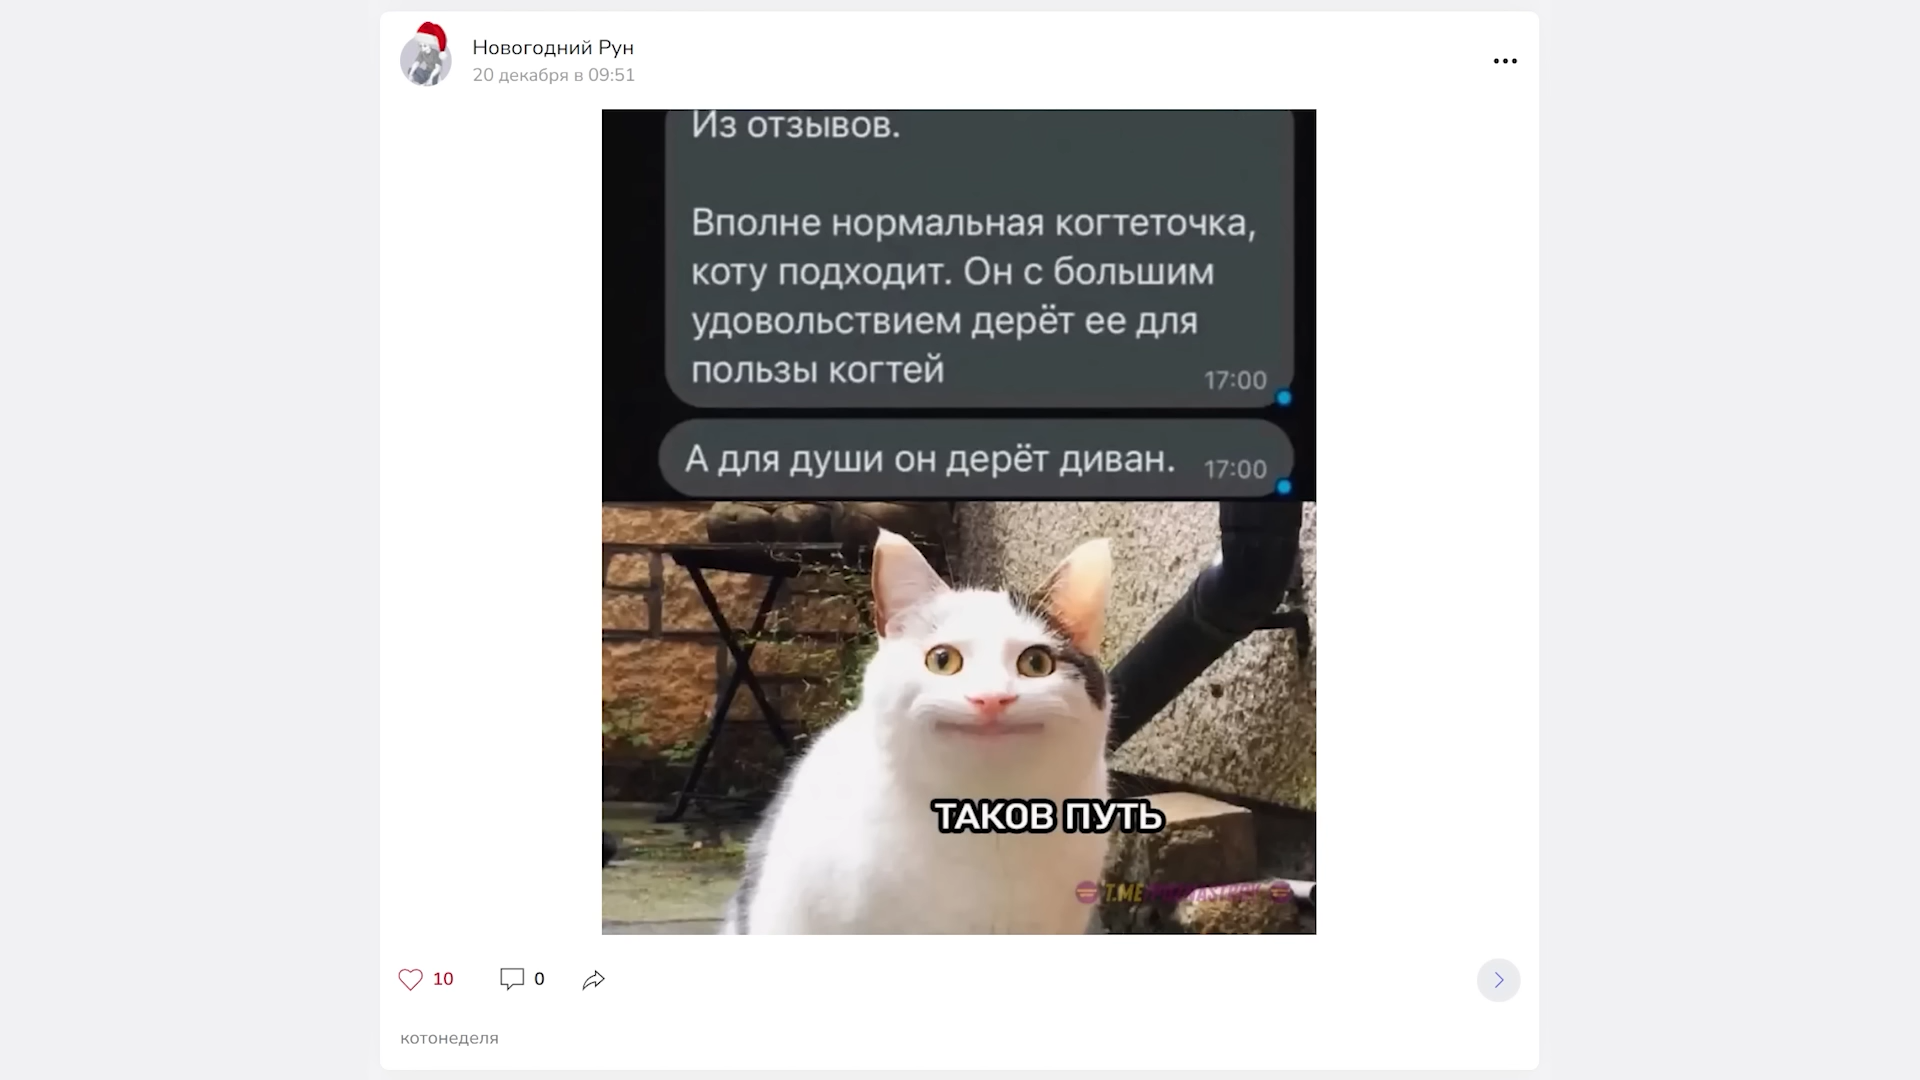 Новогодний Рун
20 декабря в 09:51
Из отзывов.
Вполне нормальная когтеточка,
коту подходит. Он с большим
удовольствием дерёт ее для
пользы когтей
17:00
А для души он дерёт диван.
17:00
ТАКОВ ПУТЬ
T.ME
10
0
котонеделя